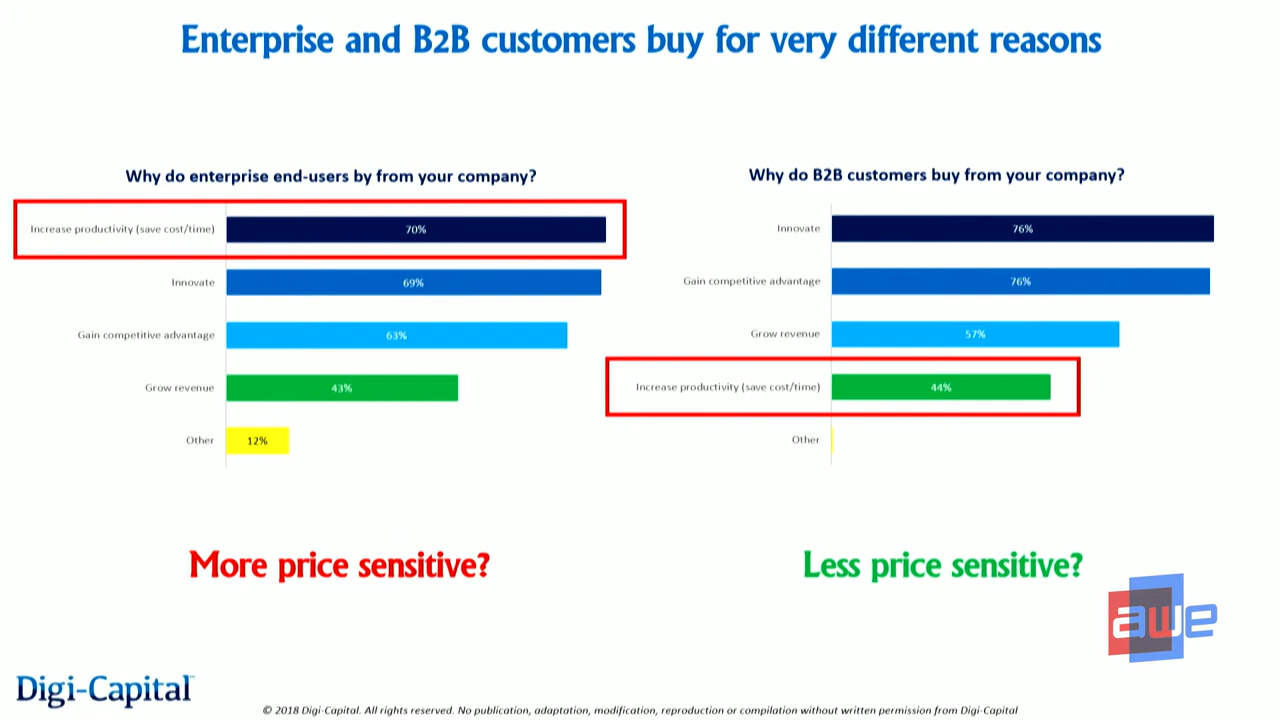 Enterprise and B2B customers buy for very different reasons
Why do enterprise end-users by from your company?
Increase productivity (save cost/time)
70%
Innovate
69%
Gain competitive advantage
63%
Grow revenue
43%
Other
12%
Why do B2B customers buy from your company?
Innovate
76%
Gain competitive advantage
76%
Grow revenue
57%
Increase productivity (save cost/time)
44%
Other
More price sensitive?
Less price sensitive?
awe
Digi-Capital™
© 2018 Digi-Capital. All rights reserved. No publication, adaptation, modification, reproduction or compilation without written permission from Digi-Capital